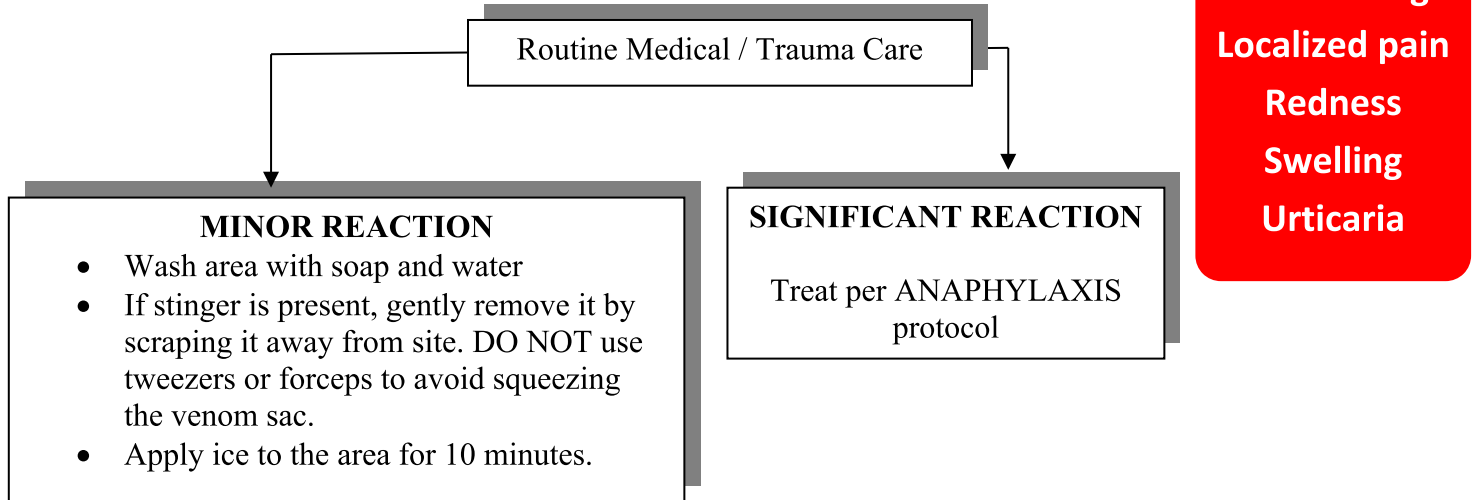 Routine Medical / Trauma Care
Localized pain
Redness
Swelling
Urticaria
MINOR REACTION
• Wash area with soap and water
• If stinger is present, gently remove it by
scraping it away from site. DO NOT use
tweezers or forceps to avoid squeezing
the venom sac.
• Apply ice to the area for 10 minutes.
SIGNIFICANT REACTION
Treat per ANAPHYLAXIS
protocol